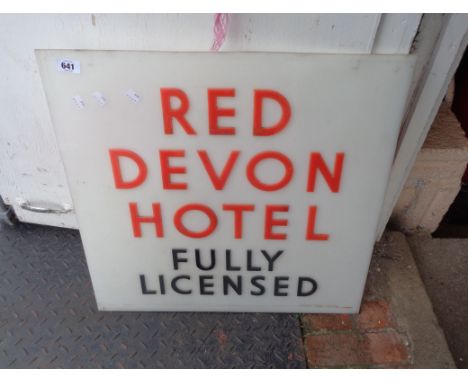 641
RED
DEVON
HOTEL
FULLY
LICENSED